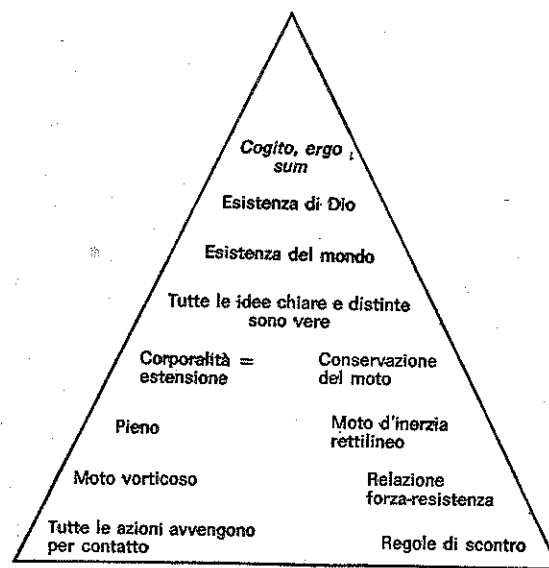 Cogito, ergo
sum
Esistenza di Dio
Esistenza del mondo
Tutte le idee chiare e distinte
sono vere
Corporalità =
estensione
Conservazione
del moto
Pieno
Moto d'inerzia
rettilineo
Moto vorticoso
Relazione
forza-resistenza
Tutte le azioni avvengono
per contatto
Regole di scontro